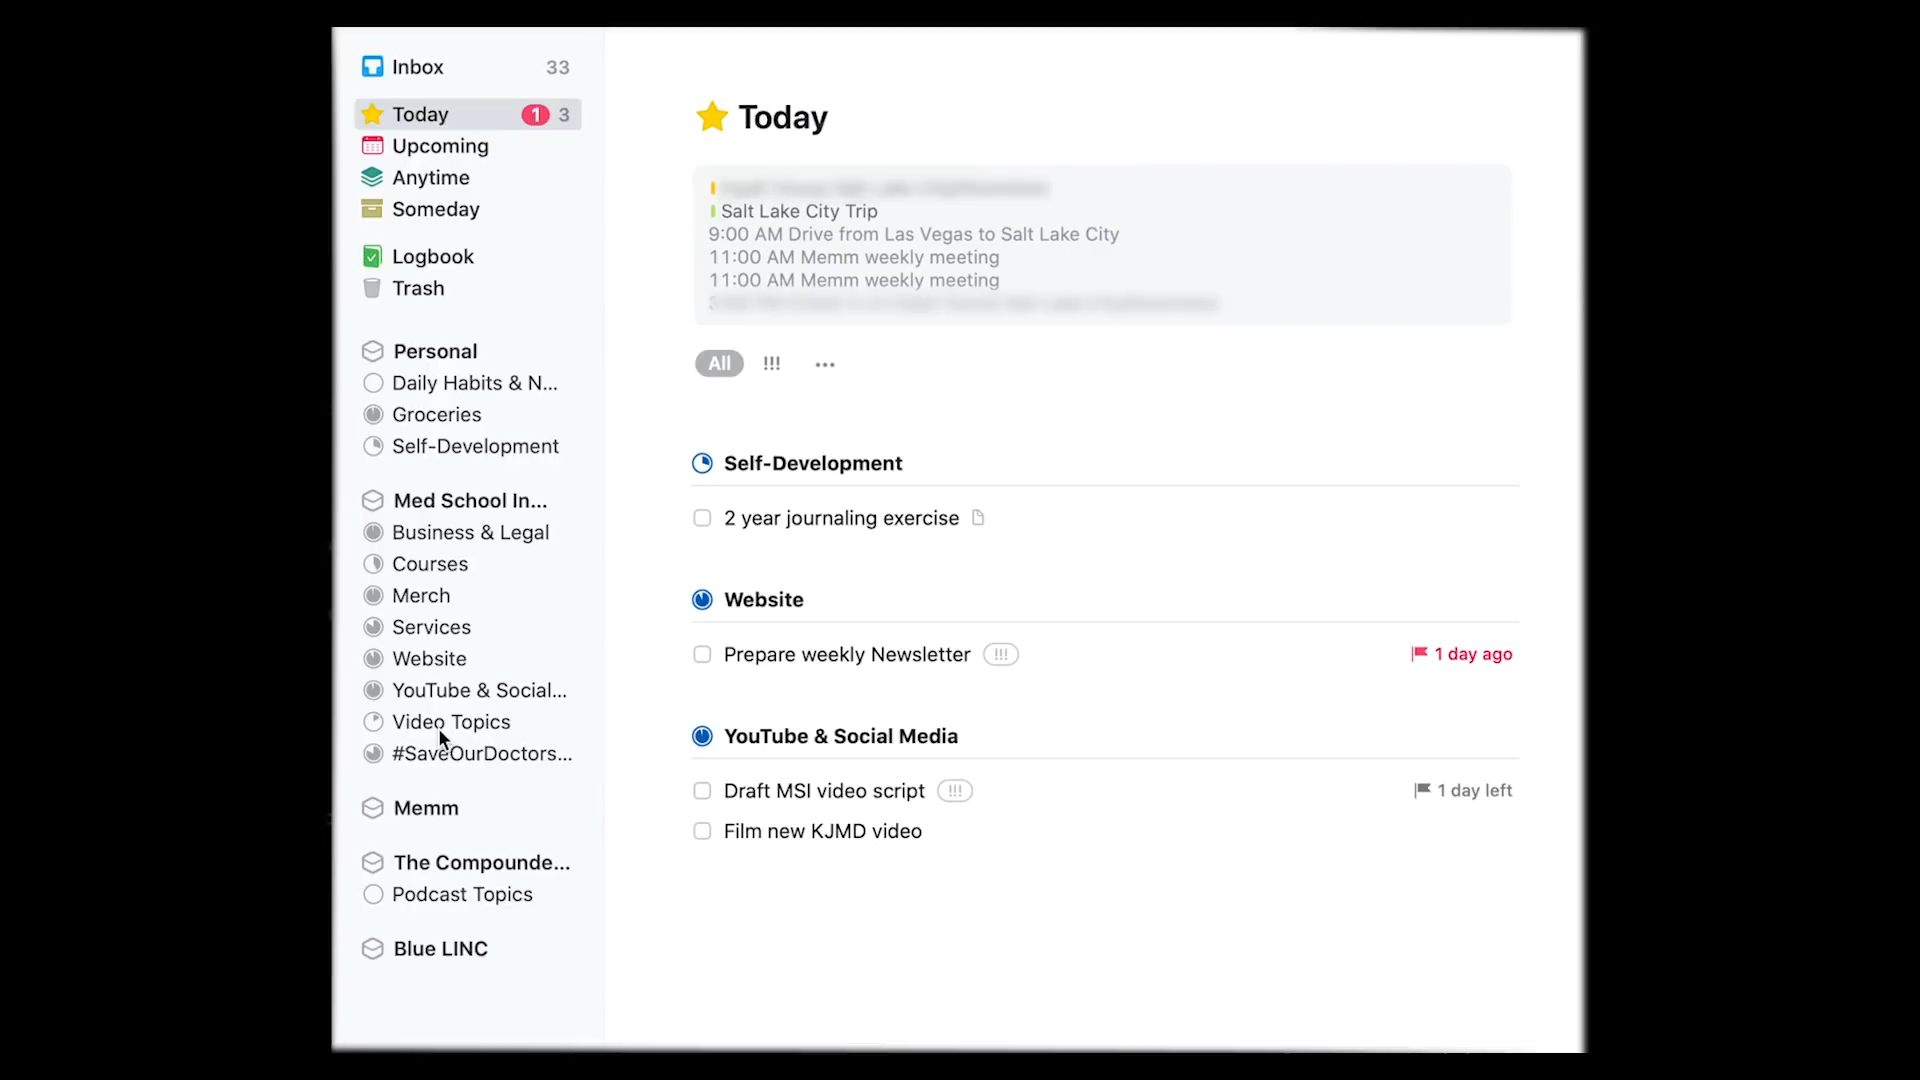 Inbox 33
Today 1 3
Upcoming
Anytime
Someday
Logbook
Trash
Personal
Daily Habits & N...
Groceries
Self-Development
Med School In...
Business & Legal
Courses
Merch
Services
Website
YouTube & Social...
Video Topics
#SaveOurDoctors...
Memm
The Compounde...
Podcast Topics
Blue LINC
Today
Salt Lake City Trip
9:00 AM Drive from Las Vegas to Salt Lake City
11:00 AM Memm weekly meeting
11:00 AM Memm weekly meeting
All !!! ...
Self-Development
2 year journaling exercise
Website
Prepare weekly Newsletter !!! 1 day ago
YouTube & Social Media
Draft MSI video script !!! 1 day left
Film new KJMD video